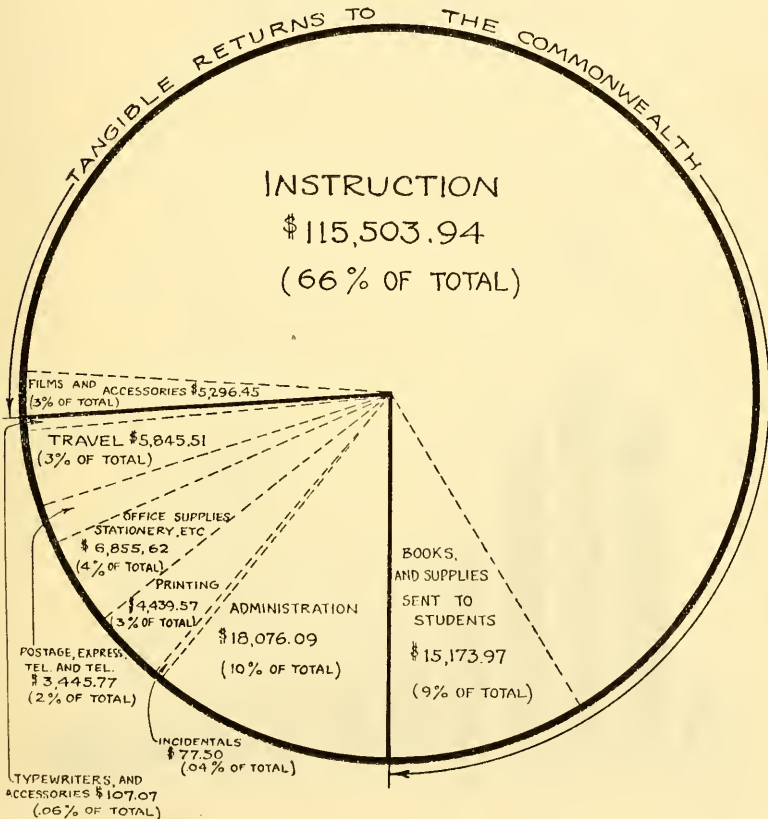 TANGIBLE RETURNS TO THE COMMONWEALTH
INSTRUCTION
$115,503.94
(66% OF TOTAL)
FILMS AND ACCESSORIES $5,296.45
(3% OF TOTAL)
TRAVEL $5,845.51
(3% OF TOTAL)
OFFICE SUPPLIES
STATIONERY, ETC
$6,855,62
(4% OF TOTAL)
PRINTING
$4,439.57
(3% OF TOTAL)
ADMINISTRATION
$18,076.09
(10% OF TOTAL)
BOOKS,
AND SUPPLIES
SENT TO
STUDENTS
$15,173.97
(9% OF TOTAL)
POSTAGE, EXPRESS,
TEL. AND TEL.
$3,445.77
(2% OF TOTAL)
INCIDENTALS
$77.50
(.04% OF TOTAL)
TYPEWRITERS, AND
ACCESSORIES $107.07
(.06% OF TOTAL)